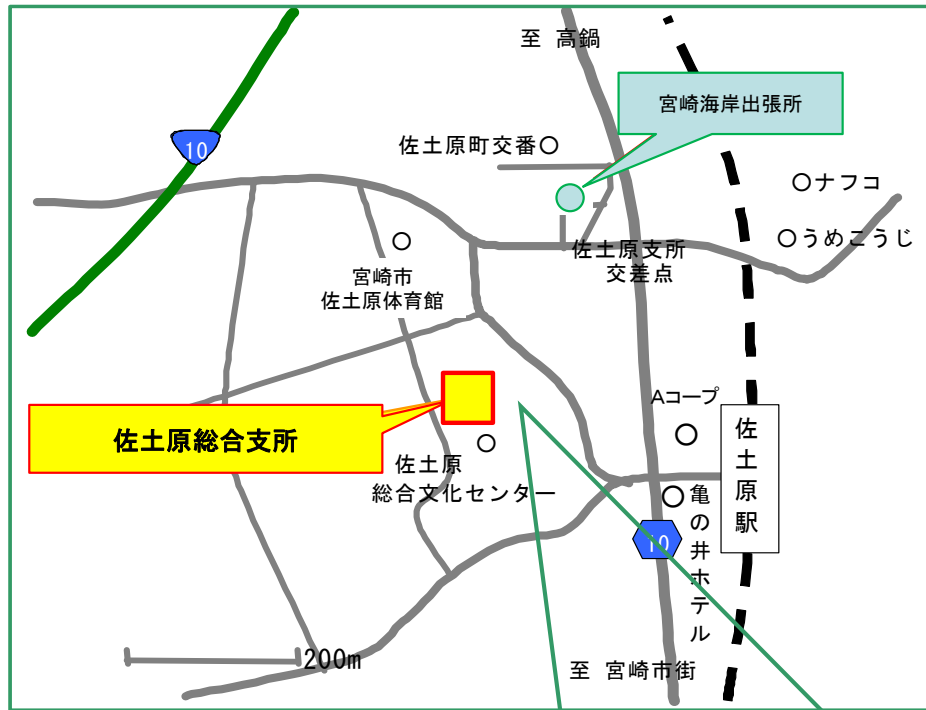 至 高鍋
宮崎海岸出張所
10
佐土原町交番
ナフコ
うめこうじ
佐土原支所
交差点
宮崎市
佐土原体育館
Aコープ
佐土原総合支所
佐土原駅
佐土原
総合文化センター
亀の井ホテル
10
200m
至 宮崎市街